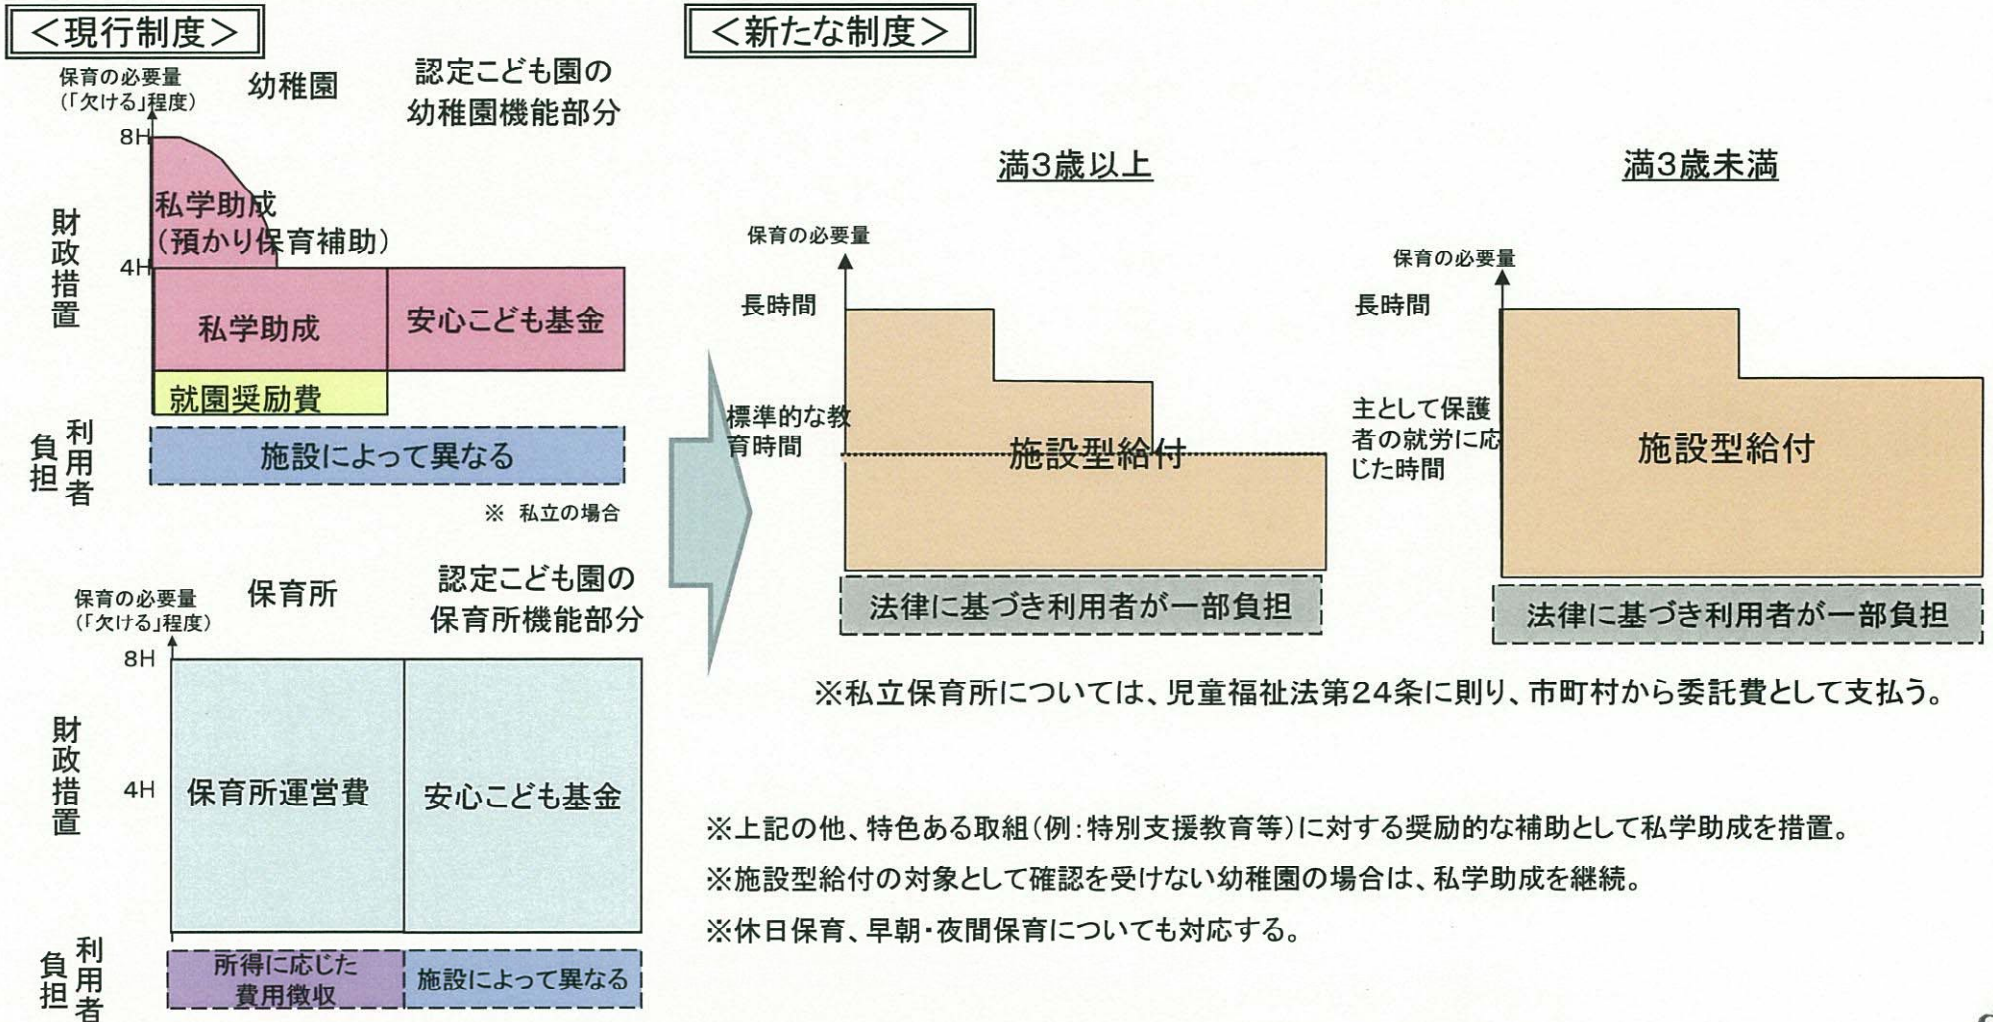 ＜現行制度＞
保育の必要量
(「欠ける」程度)
幼稚園
認定こども園の
幼稚園機能部分
8H
4H
財政措置
私学助成
(預かり保育補助)
私学助成
安心こども基金
就園奨励費
利用者
負担
施設によって異なる
※ 私立の場合
保育の必要量
(「欠ける」程度)
保育所
認定こども園の
保育所機能部分
8H
4H
財政措置
保育所運営費
安心こども基金
利用者
負担
所得に応じた
費用徴収
施設によって異なる
＜新たな制度＞
満3歳以上
保育の必要量
長時間
標準的な教
育時間
施設型給付
法律に基づき利用者が一部負担
満3歳未満
保育の必要量
長時間
主として保護
者の就労に応
じた時間
施設型給付
法律に基づき利用者が一部負担
※私立保育所については、児童福祉法第24条に則り、市町村から委託費として支払う。
※上記の他、特色ある取組(例:特別支援教育等)に対する奨励的な補助として私学助成を措置。
※施設型給付の対象として確認を受けない幼稚園の場合は、私学助成を継続。
※休日保育、早朝・夜間保育についても対応する。